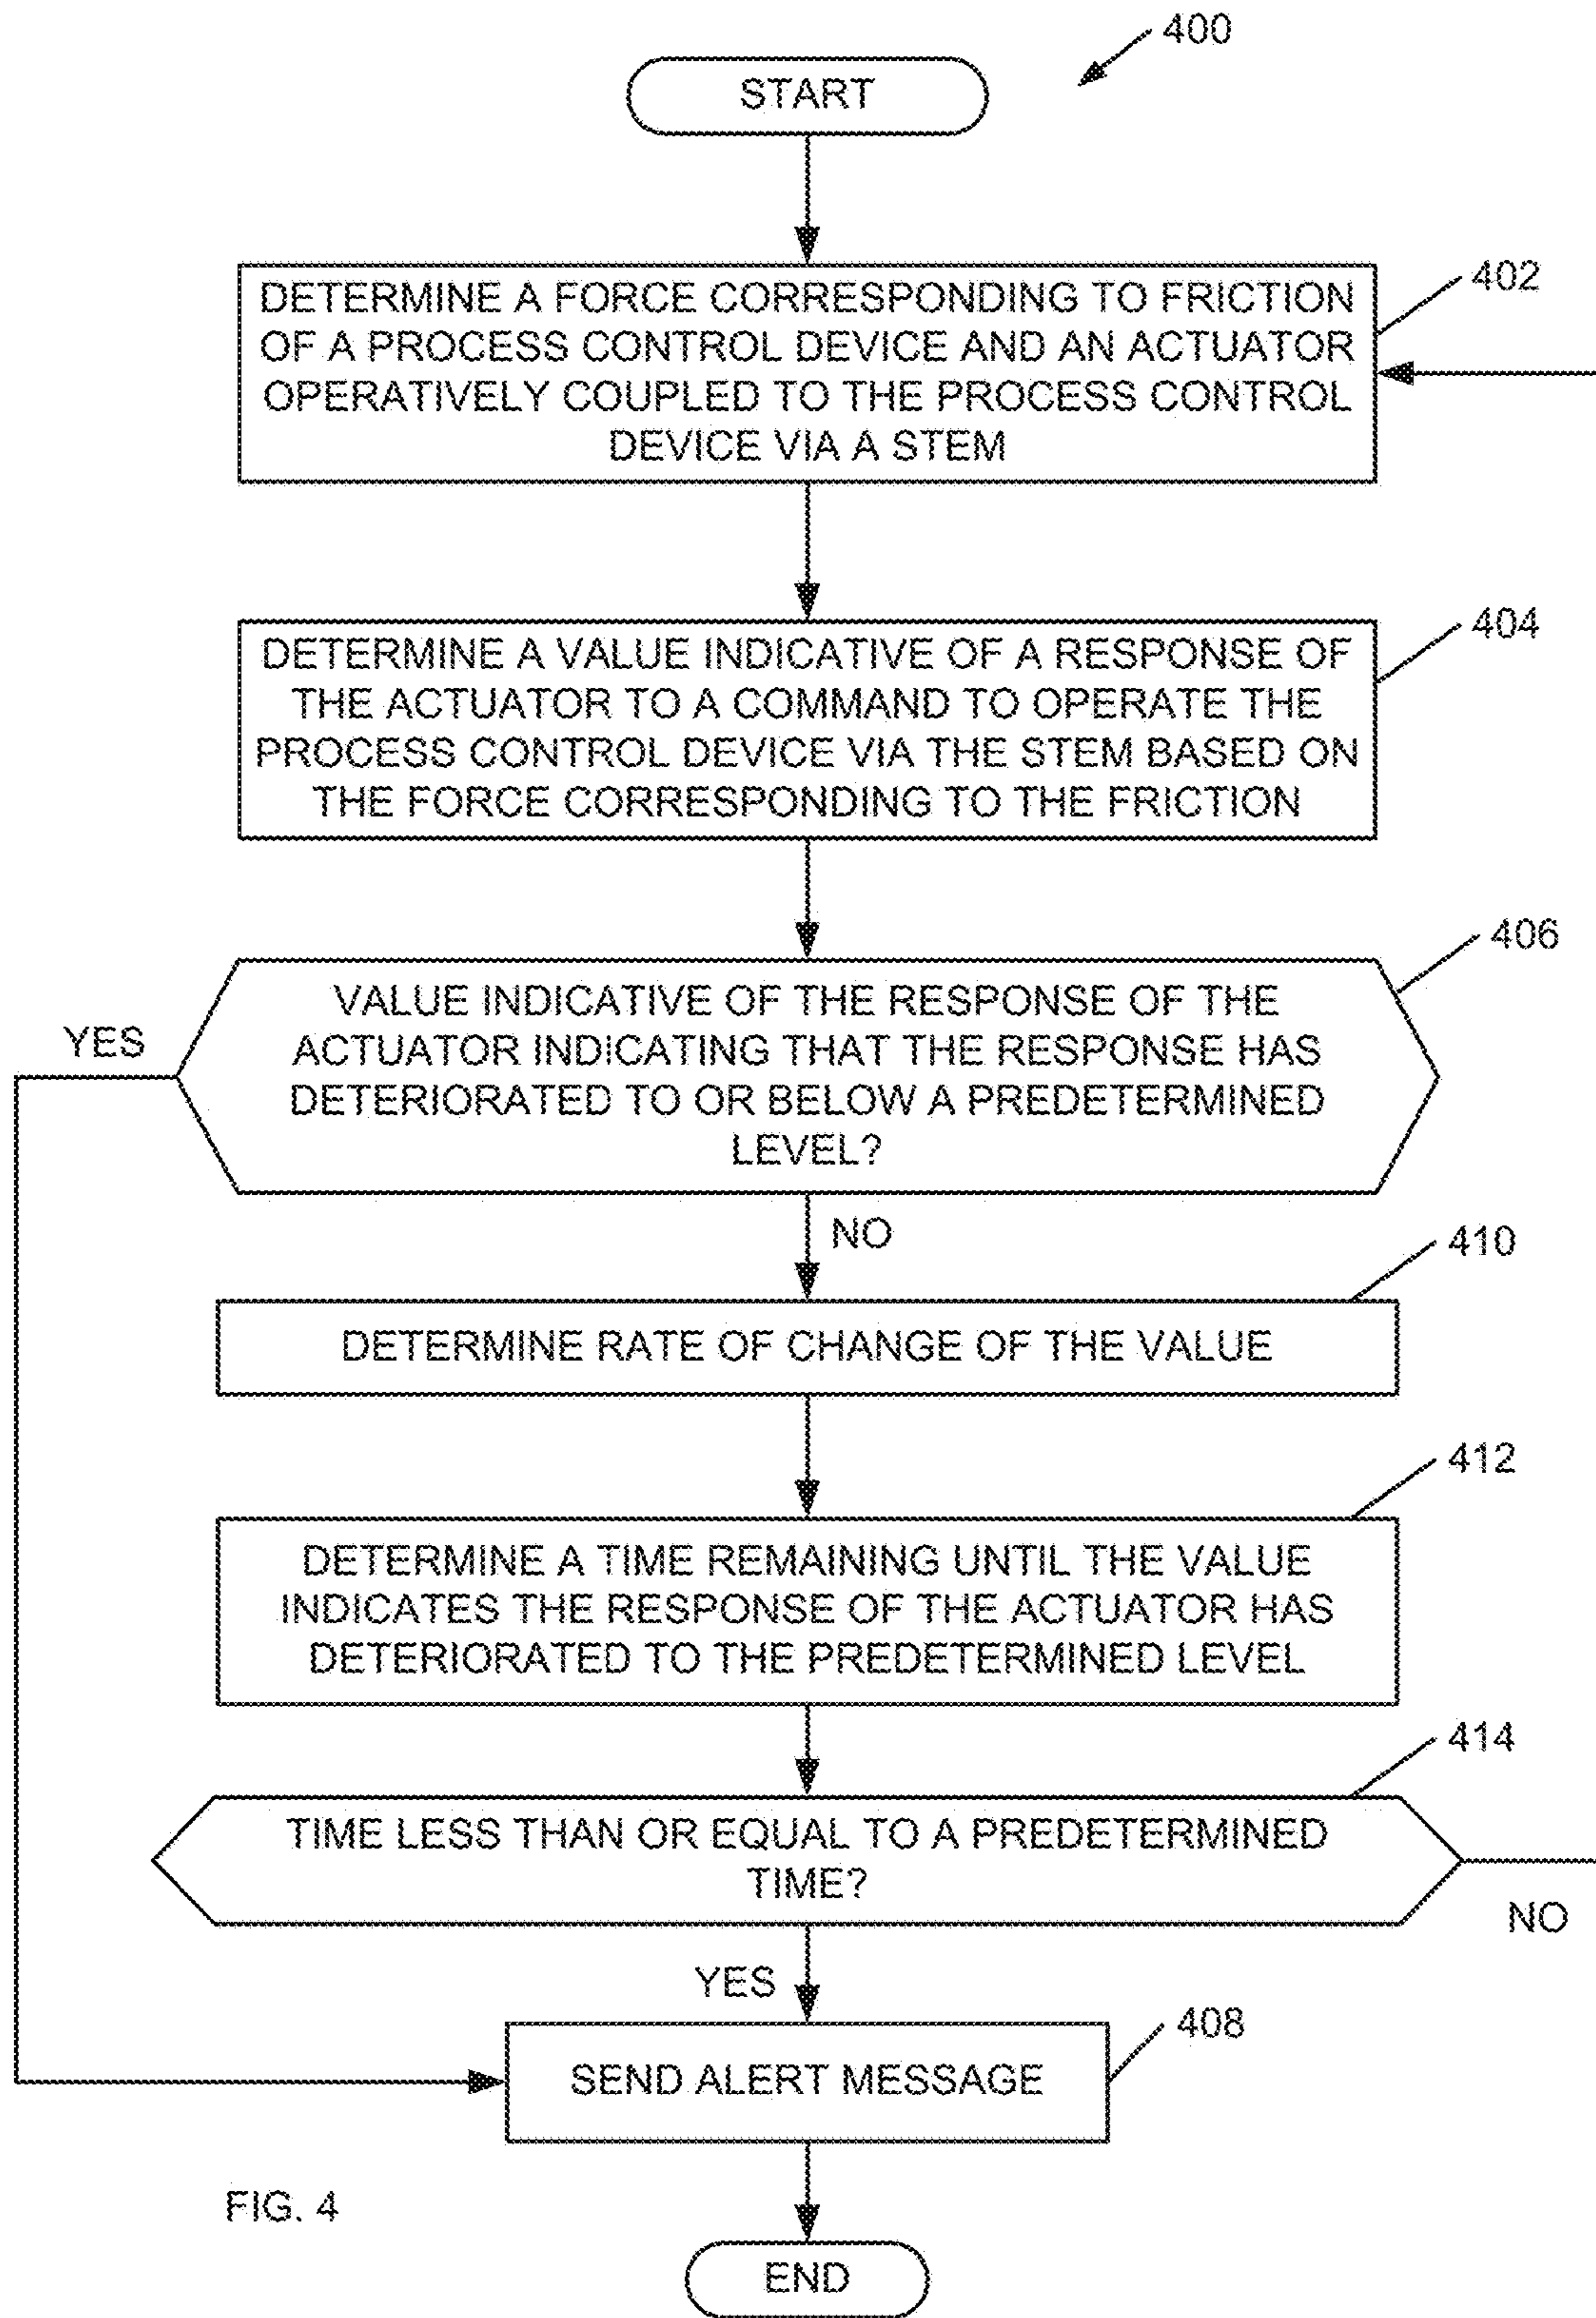 400
START
402
DETERMINE A FORCE CORRESPONDING TO FRICTION
OF A PROCESS CONTROL DEVICE AND AN ACTUATOR
OPERATIVELY COUPLED TO THE PROCESS CONTROL
DEVICE VIA A STEM
404
DETERMINE A VALUE INDICATIVE OF A RESPONSE OF
THE ACTUATOR TO A COMMAND TO OPERATE THE
PROCESS CONTROL DEVICE VIA THE STEM BASED ON
THE FORCE CORRESPONDING TO THE FRICTION
406
VALUE INDICATIVE OF THE RESPONSE OF THE
ACTUATOR INDICATING THAT THE RESPONSE HAS
DETERIORATED TO OR BELOW A PREDETERMINED
LEVEL?
YES
NO
410
DETERMINE RATE OF CHANGE OF THE VALUE
412
DETERMINE A TIME REMAINING UNTIL THE VALUE
INDICATES THE RESPONSE OF THE ACTUATOR HAS
DETERIORATED TO THE PREDETERMINED LEVEL
414
TIME LESS THAN OR EQUAL TO A PREDETERMINED
TIME?
NO
YES
408
SEND ALERT MESSAGE
FIG. 4
END